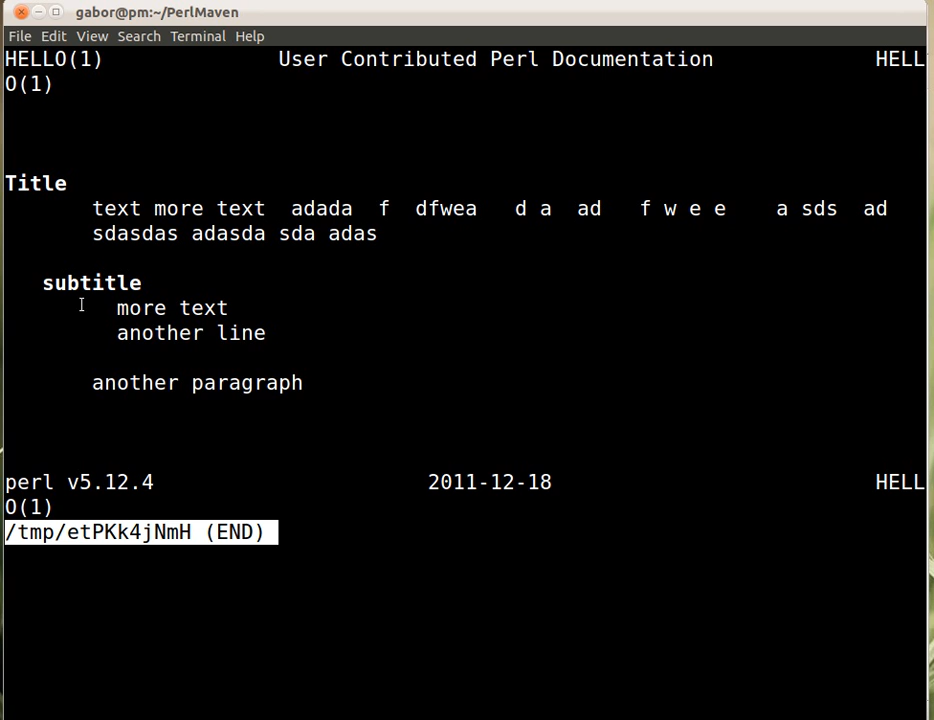 gabor@pm:~/PerlMaven
File Edit View Search Terminal Help
HELLO(1) User Contributed Perl Documentation HELL
O(1)
Title
text more text adada f dfwea d a ad f w e e a sds ad
sdasdas adasda sda adas
subtitle
more text
another line
another paragraph
perl v5.12.4 2011-12-18 HELL
O(1)
/tmp/etPKk4jNmH (END)